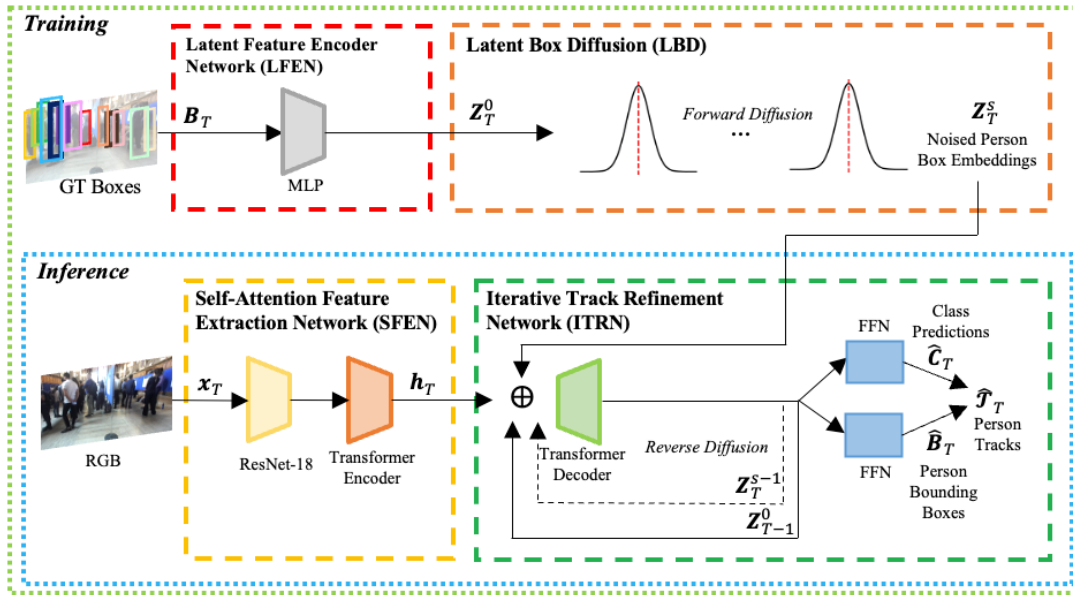 Training
Latent Feature Encoder
Network (LFEN)
Latent Box Diffusion (LBD)
B_T
Z_T^0
Forward Diffusion
...
Z_T^s
Noised Person
Box Embeddings
GT Boxes
MLP
Inference
Self-Attention Feature
Extraction Network (SFEN)
Iterative Track Refinement
Network (ITRN)
x_T
h_T
⊕
RGB
ResNet-18
Transformer
Encoder
Transformer
Decoder
Reverse Diffusion
Z_T^{s-1}
Z_{T-1}^0
FFN
Class
Predictions
Ĉ_T
FFN
B̂_T
Person
Bounding
Boxes
𝒯̂_T
Person
Tracks